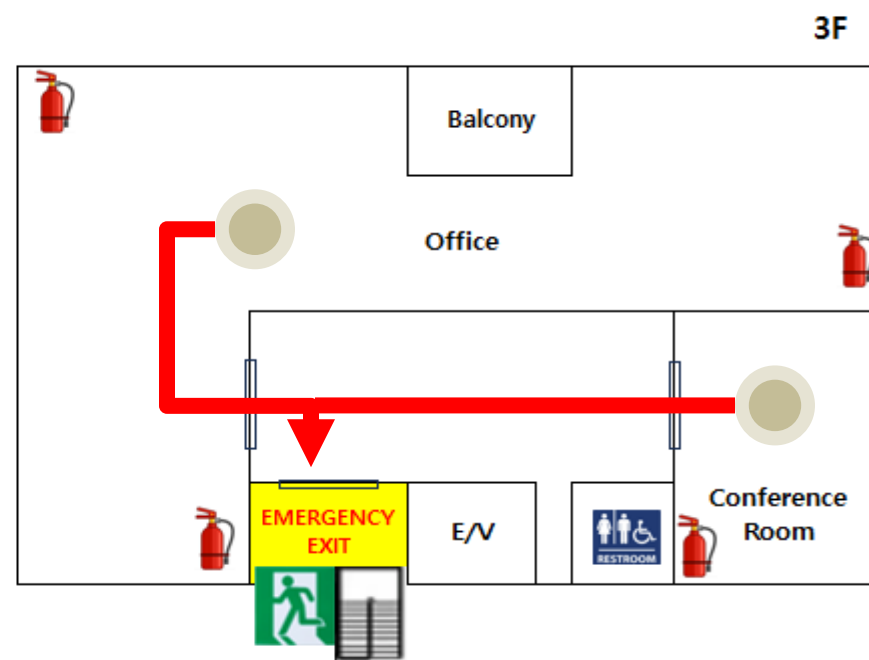 3F
Balcony
Office
EMERGENCY
EXIT
E/V
RESTROOM
Conference
Room